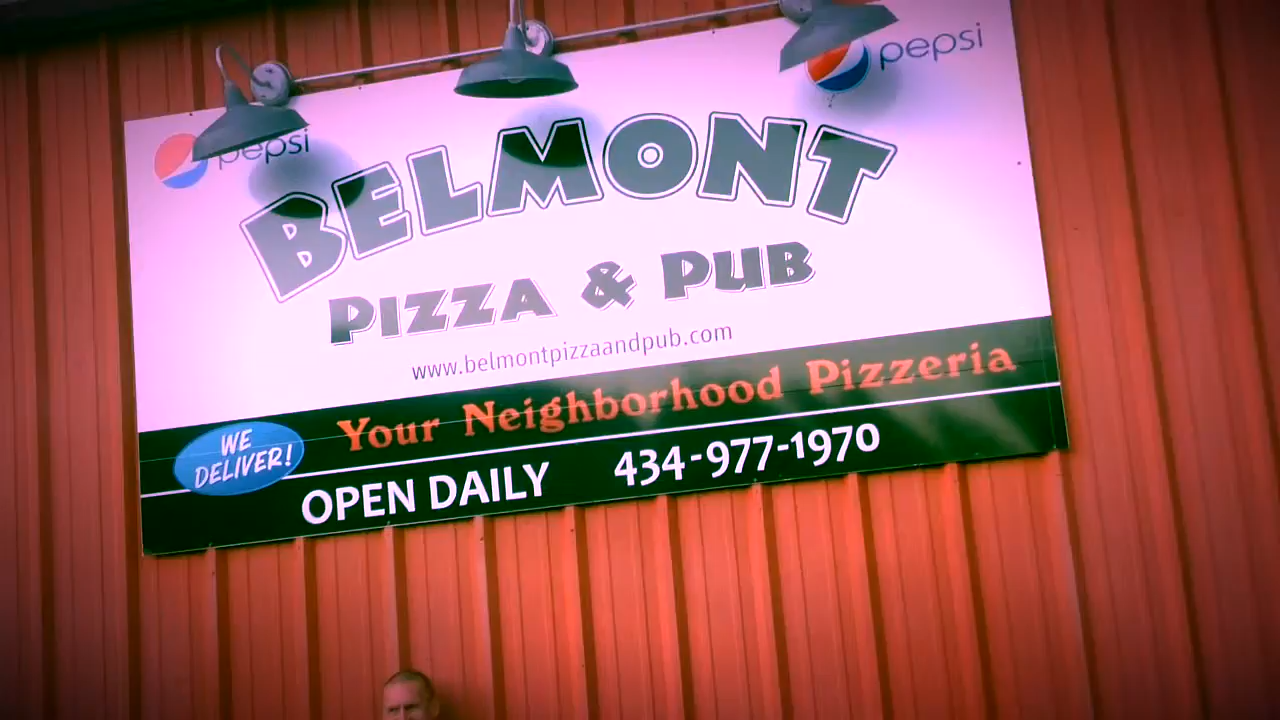 pepsi
pepsi
BELMONT
PIZZA & PUB
www.belmontpizzaandpub.com
Your Neighborhood Pizzeria
WE
DELIVER!
OPEN DAILY 434-977-1970